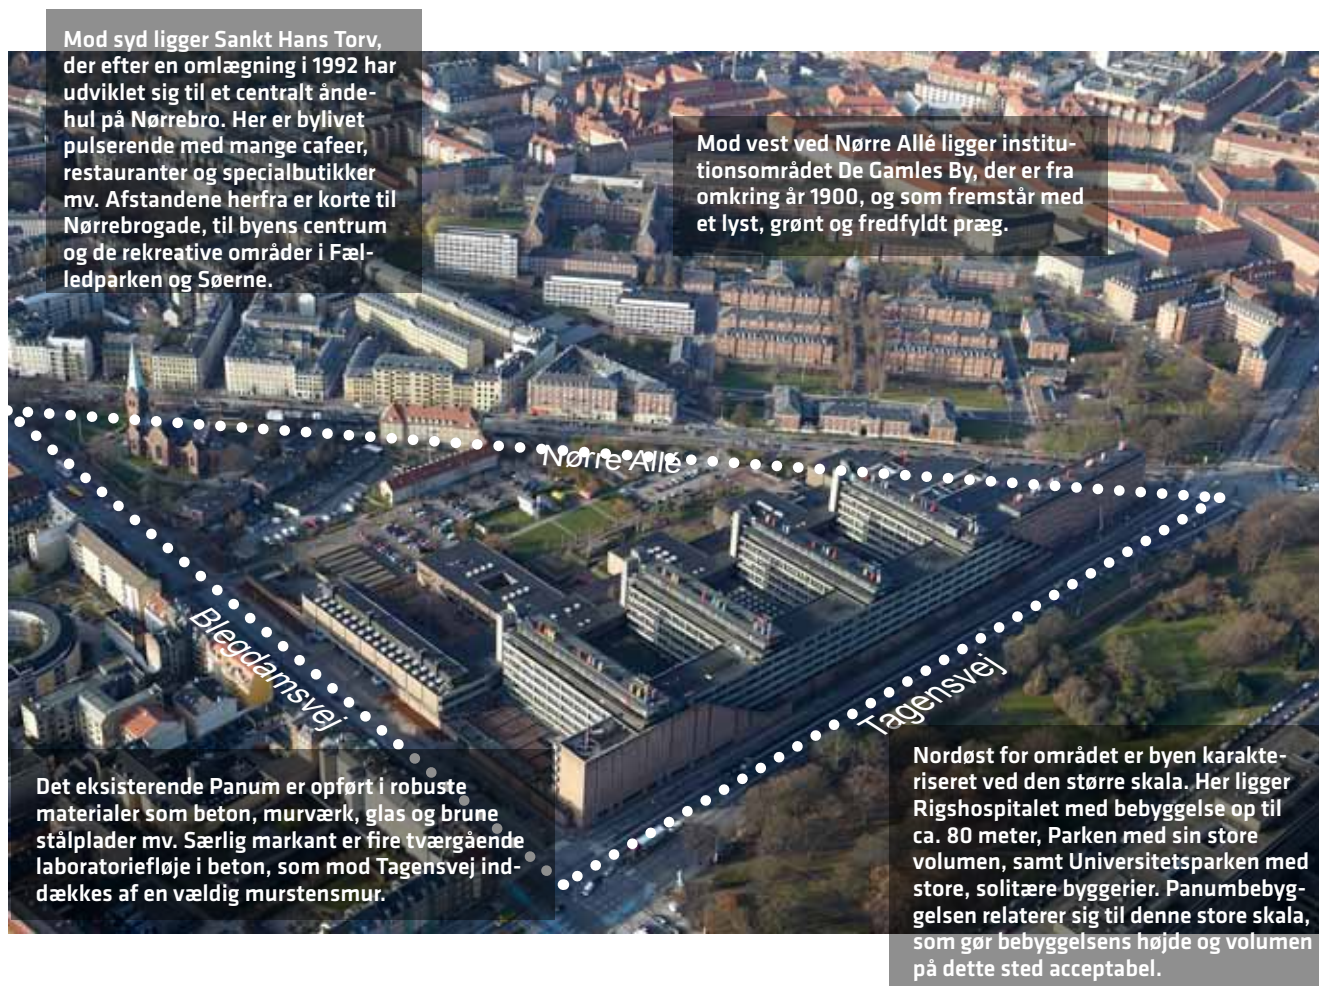 Mod syd ligger Sankt Hans Torv,
der efter en omlægning i 1992 har
udviklet sig til et centralt ånde-
hul på Nørrebro. Her er bylivet
pulserende med mange cafeer,
restauranter og specialbutikker
mv. Afstandene herfra er korte til
Nørrebrogade, til byens centrum
og de rekreative områder i Fæl-
ledparken og Søerne.
Mod vest ved Nørre Allé ligger institu-
tionsområdet De Gamles By, der er fra
omkring år 1900, og som fremstår med
et lyst, grønt og fredfyldt præg.
Nørre Allé
Blegdamsvej
Tagensvej
Det eksisterende Panum er opført i robuste
materialer som beton, murværk, glas og brune
stålplader mv. Særlig markant er fire tværgående
laboratoriefløje i beton, som mod Tagensvej ind-
dækkes af en vældig murstensmur.
Nordøst for området er byen karakte-
riseret ved den større skala. Her ligger
Rigshospitalet med bebyggelse op til
ca. 80 meter, Parken med sin store
volumen, samt Universitetsparken med
store, solitære byggerier. Panumbebyg-
gelsen relaterer sig til denne store skala,
som gør bebyggelsens højde og volumen
på dette sted acceptabel.